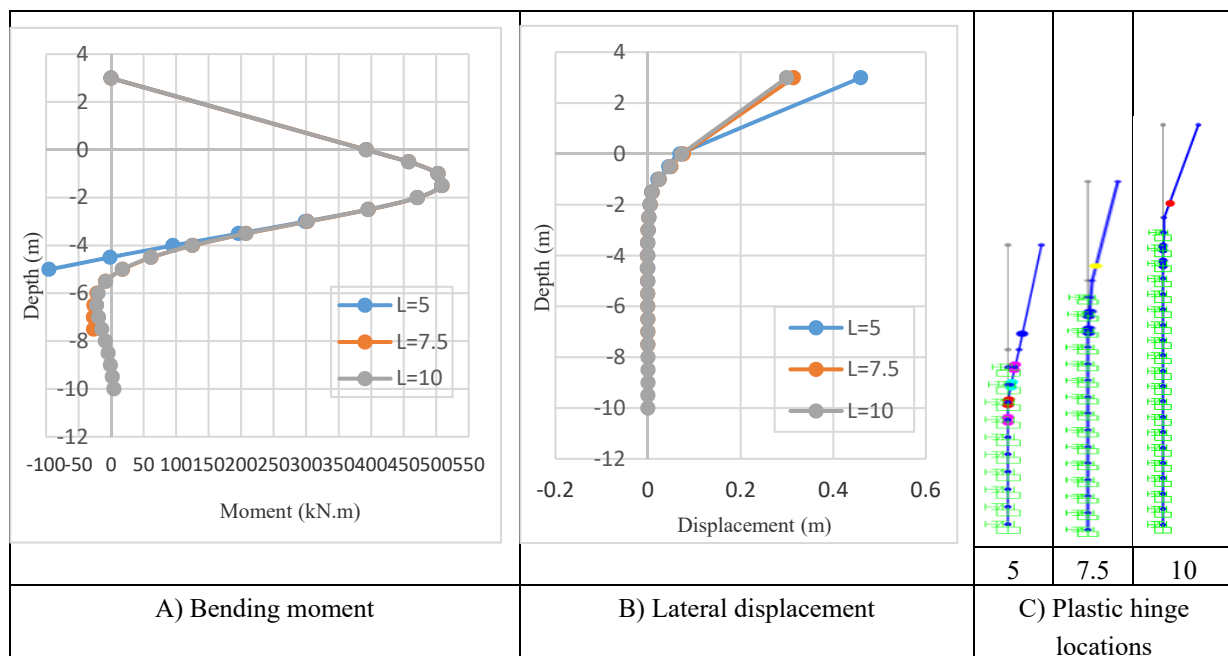 4
2
0
-2
-4
-6
-8
-10
-12
-100-50 0 50 100150200250300350400450500550
Depth (m)
Moment (kN.m)
L=5
L=7.5
L=10
4
2
0
-2
-4
-6
-8
-10
-12
-0.2 0 0.2 0.4 0.6
Depth (m)
Displacement (m)
L=5
L=7.5
L=10
5 7.5 10
A) Bending moment
B) Lateral displacement
C) Plastic hinge
locations